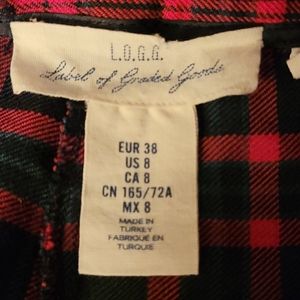 L.O.G.G.
Label of Graded Goods
EUR 38
US 8
CA 8
CN 165/72A
MX 8
MADE IN
TURKEY
FABRIQUÉ EN
TURQUIE